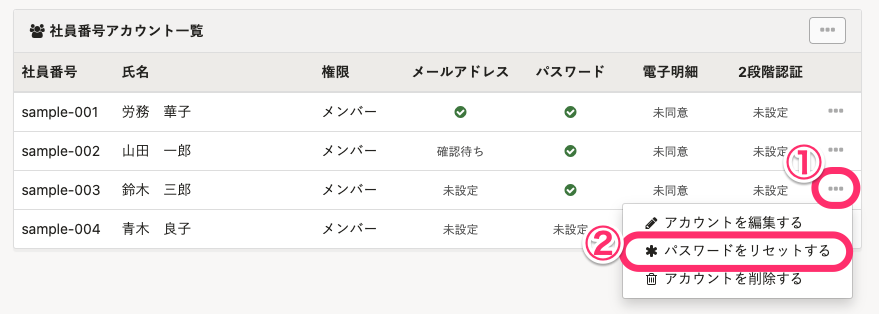 社員番号アカウント一覧
社員番号 氏名 権限 メールアドレス パスワード 電子明細 2段階認証
sample-001 労務 華子 メンバー 未同意 未設定
sample-002 山田 一郎 メンバー 確認待ち 未同意 未設定
①
sample-003 鈴木 三郎 メンバー 未設定 未同意 未設定
sample-004 青木 良子 メンバー 未設定 未設定
アカウントを編集する
② パスワードをリセットする
アカウントを削除する